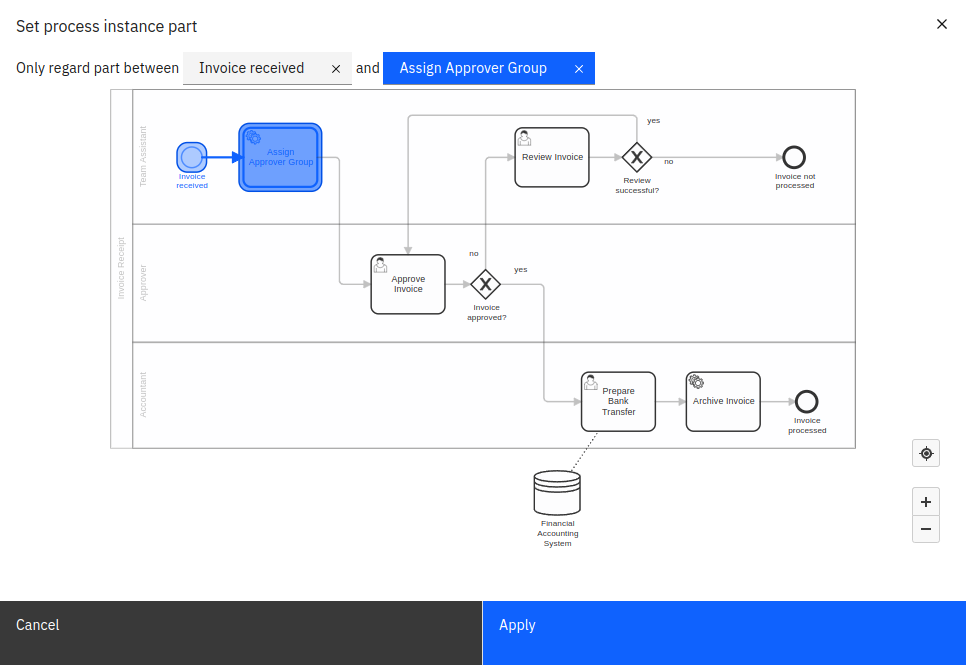 Set process instance part
Only regard part between Invoice received and Assign Approver Group
Invoice Receipt
Team Assistant
Invoice
received
Assign
Approver Group
Review Invoice
yes
no
Review
successful?
Invoice not
processed
Approver
Approve
Invoice
no
yes
Invoice
approved?
Accountant
Prepare
Bank
Transfer
Archive Invoice
Invoice
processed
Financial
Accounting
System
Cancel
Apply